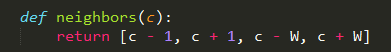 def neighbors(c):
    return [c - 1, c + 1, c - W, c + W]